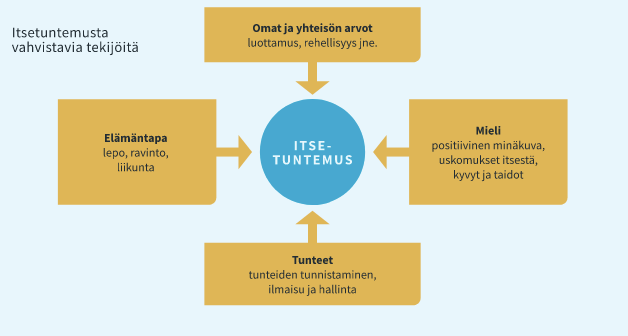 Itsetuntemusta
vahvistavia tekijöitä
Omat ja yhteisön arvot
luottamus, rehellisyys jne.
Elämäntapa
lepo, ravinto,
liikunta
ITSE-
TUNTEMUS
Mieli
positiivinen minäkuva,
uskomukset itsestä,
kyvyt ja taidot
Tunteet
tunteiden tunnistaminen,
ilmaisu ja hallinta